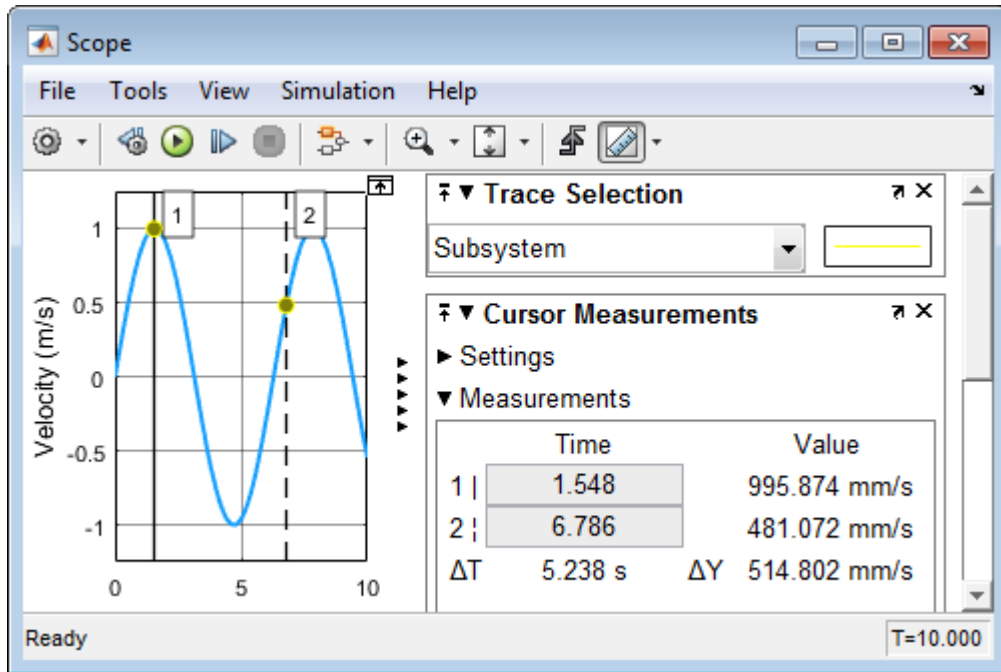 Scope
File Tools View Simulation Help
1 2
1
0.5
0
-0.5
-1
Velocity (m/s)
0 5 10
Trace Selection
Subsystem
Cursor Measurements
Settings
Measurements
Time Value
1 | 1.548 995.874 mm/s
2 ¦ 6.786 481.072 mm/s
ΔT 5.238 s ΔY 514.802 mm/s
Ready T=10.000